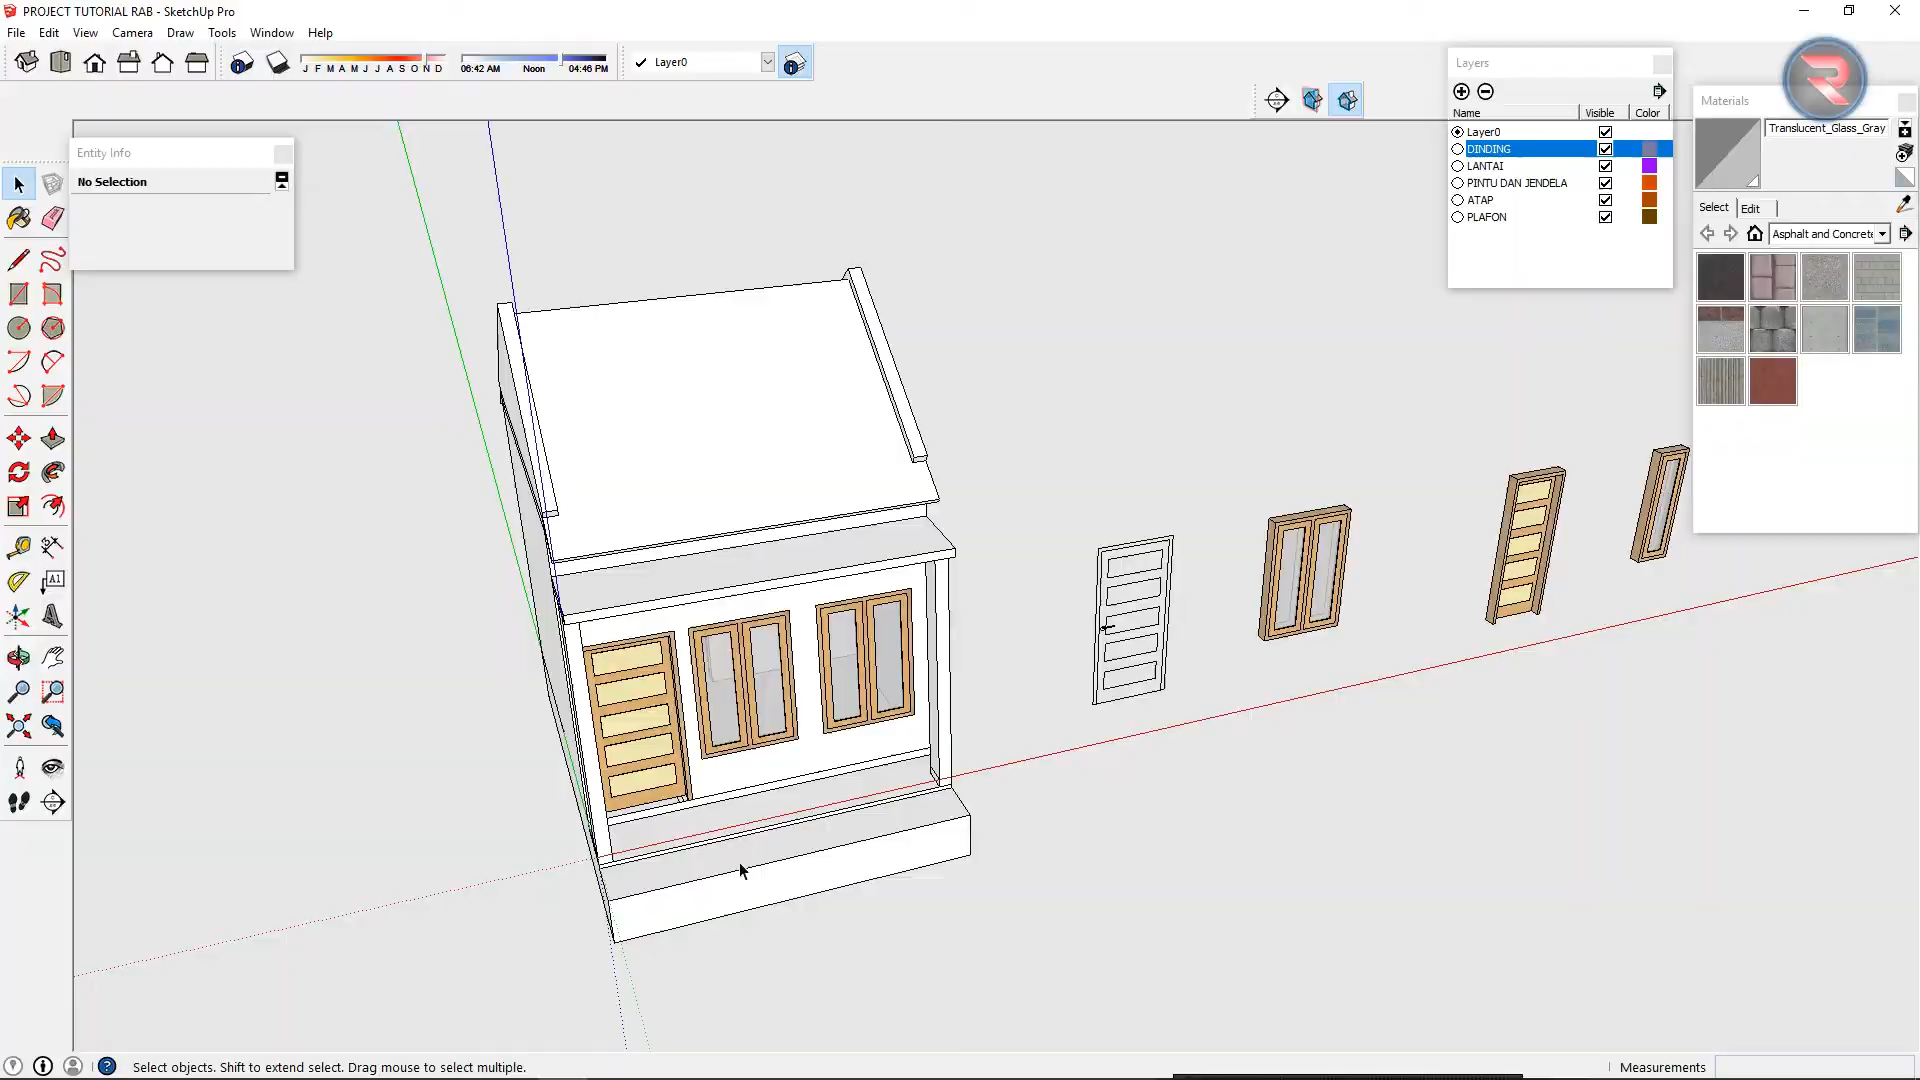 PROJECT TUTORIAL RAB - SketchUp Pro
File Edit View Camera Draw Tools Window Help
J F M A M J J A S O N D
06:42 AM Noon 04:46 PM
Layer0
Layers
Name Visible Color
Layer0
DINDING
LANTAI
PINTU DAN JENDELA
ATAP
PLAFON
Materials
Translucent_Glass_Gray
Select Edit
Asphalt and Concrete
Entity Info
No Selection
A1
Select objects. Shift to extend select. Drag mouse to select multiple.
Measurements